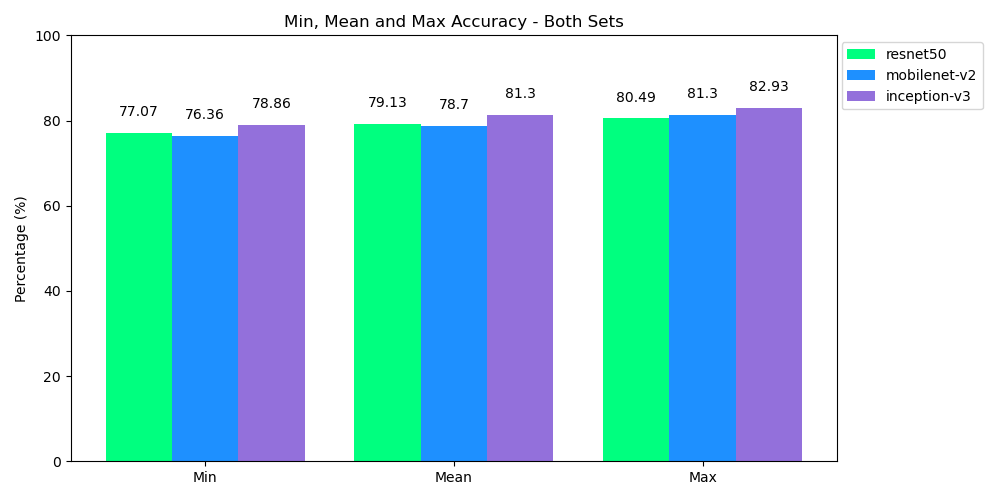 Min, Mean and Max Accuracy - Both Sets
100
80
60
40
20
0
Percentage (%)
77.07
76.36
78.86
79.13
78.7
81.3
80.49
81.3
82.93
Min
Mean
Max
resnet50
mobilenet-v2
inception-v3